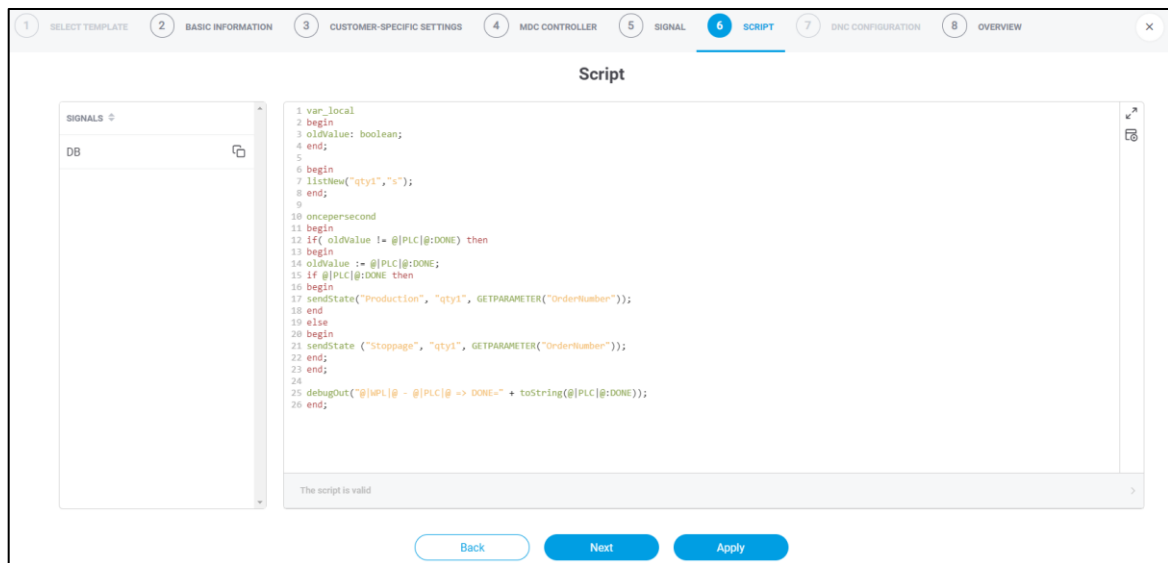 1 SELECT TEMPLATE 2 BASIC INFORMATION 3 CUSTOMER-SPECIFIC SETTINGS 4 MDC CONTROLLER 5 SIGNAL 6 SCRIPT 7 DNC CONFIGURATION 8 OVERVIEW
Script
SIGNALS
DB
1 var_local
2 begin
3 oldValue: boolean;
4 end;
5
6 begin
7 listNew("qty1","s");
8 end;
9
10 oncepersecond
11 begin
12 if( oldValue != @|PLC|@:DONE) then
13 begin
14 oldValue := @|PLC|@:DONE;
15 if @|PLC|@:DONE then
16 begin
17 sendState("Production", "qty1", GETPARAMETER("OrderNumber"));
18 end
19 else
20 begin
21 sendState ("Stoppage", "qty1", GETPARAMETER("OrderNumber"));
22 end;
23 end;
24
25 debugOut("@|WPL|@ - @|PLC|@ => DONE=" + toString(@|PLC|@:DONE));
26 end;
The script is valid
Back Next Apply